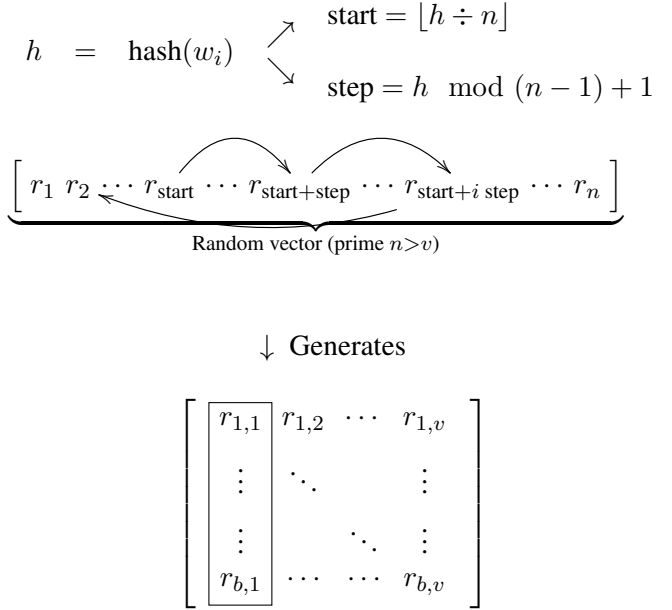 start = ⌊h ÷ n⌋
h = hash(w_i)
step = h mod (n − 1) + 1
[ r_1 r_2 ⋯ r_start ⋯ r_start+step ⋯ r_start+i step ⋯ r_n ]
Random vector (prime n>v)
↓ Generates
r_1,1 r_1,2 ⋯ r_1,v
⋮ ⋱ ⋮
⋮ ⋱ ⋮
r_b,1 ⋯ ⋯ r_b,v